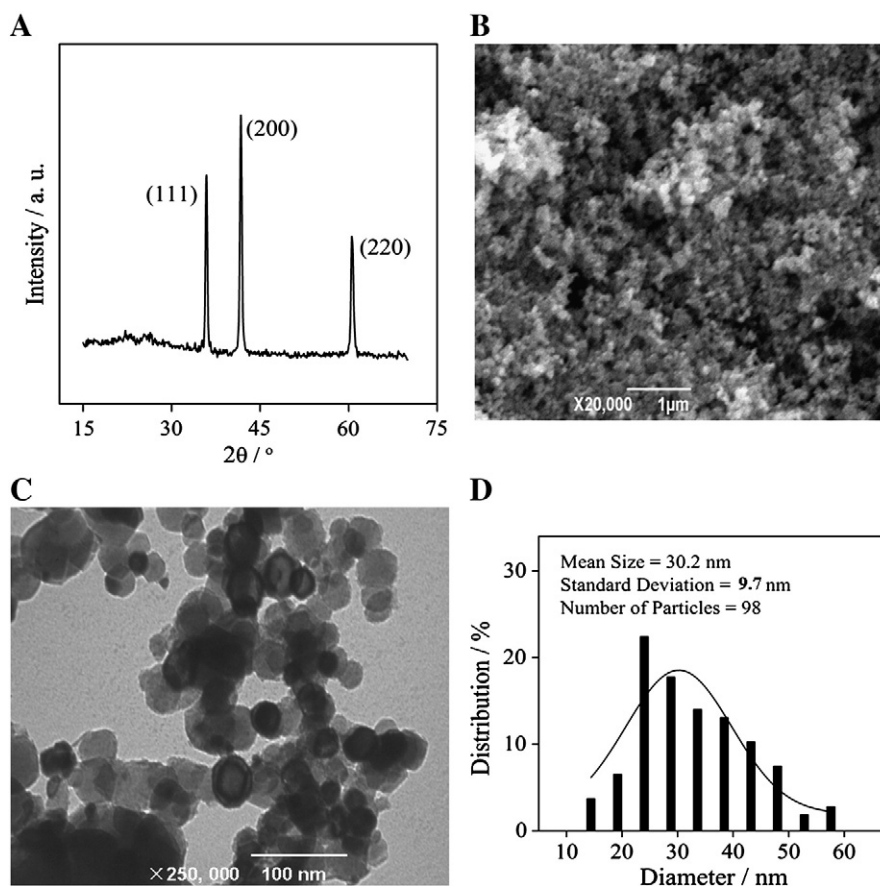 A
Intensity / a. u.
(111)
(200)
(220)
15 30 45 60 75
2θ / º
B
X20,000 1µm
C
×250, 000 100 nm
D
Mean Size = 30.2 nm
Standard Deviation = 9.7 nm
Number of Particles = 98
Distribution / %
30
20
10
0
10 20 30 40 50 60
Diameter / nm